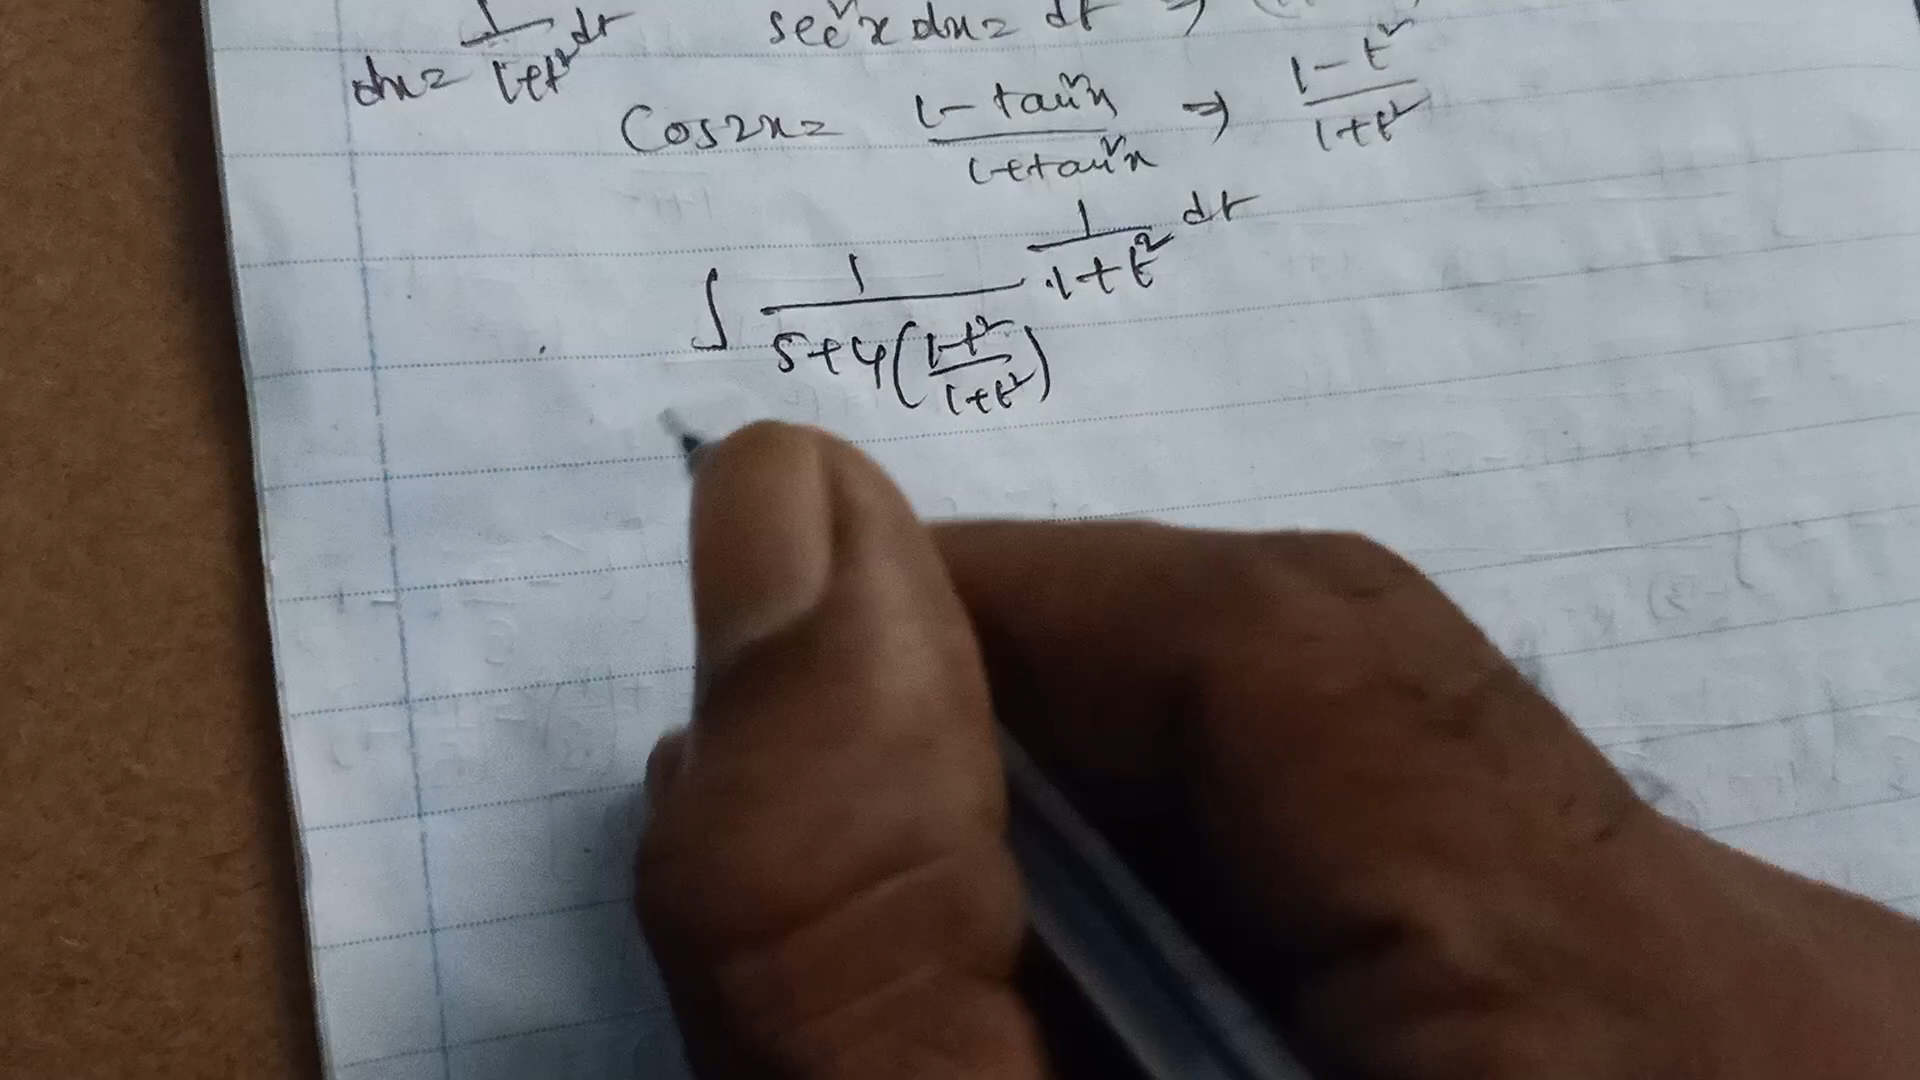 dx = 1/(1+t²) dt sec²x dx = dt ⇒
Cos2x = (1 - tan²x)/(1+tan²x) ⇒ (1 - t²)/(1+t²)
∫ 1/(5+4((1-t²)/(1+t²))) · 1/(1+t²) dt